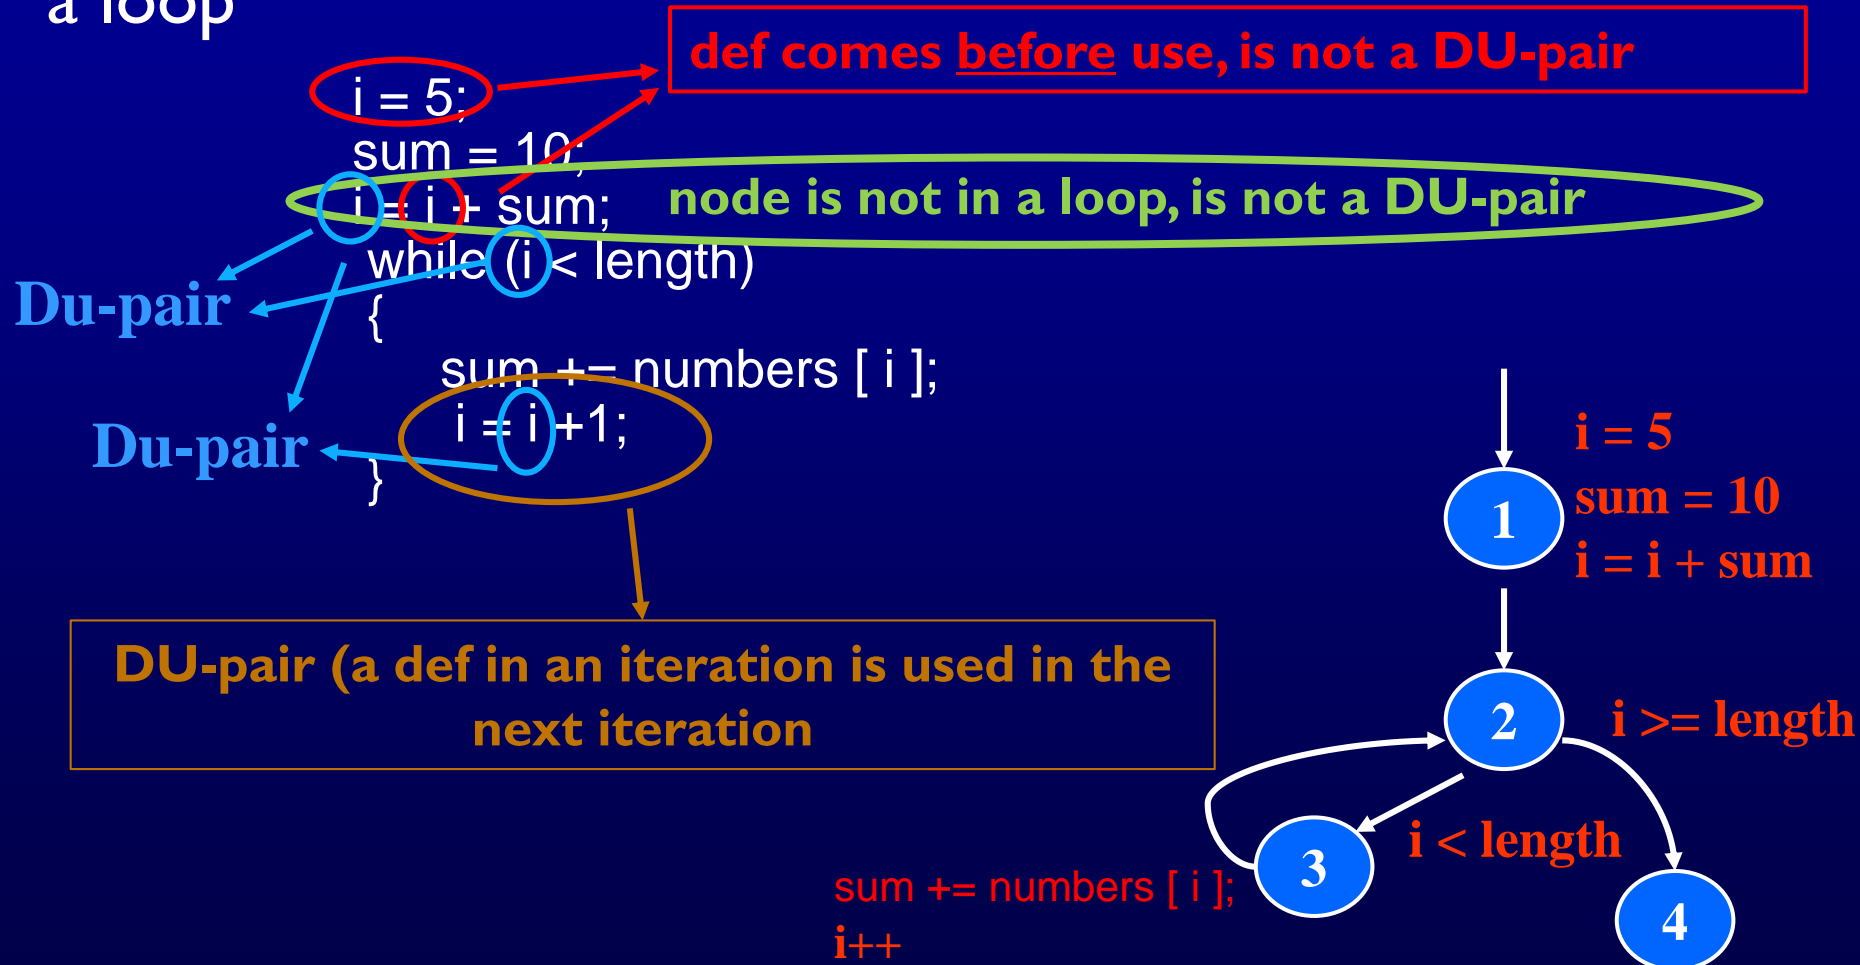 a loop
def comes before use, is not a DU-pair
i = 5;
sum = 10;
i = i + sum;
node is not in a loop, is not a DU-pair
while (i < length)
Du-pair
{
sum += numbers [ i ];
i = i +1;
Du-pair
}
i = 5
sum = 10
i = i + sum
1
DU-pair (a def in an iteration is used in the
next iteration
2
i >= length
i < length
3
sum += numbers [ i ];
i++
4